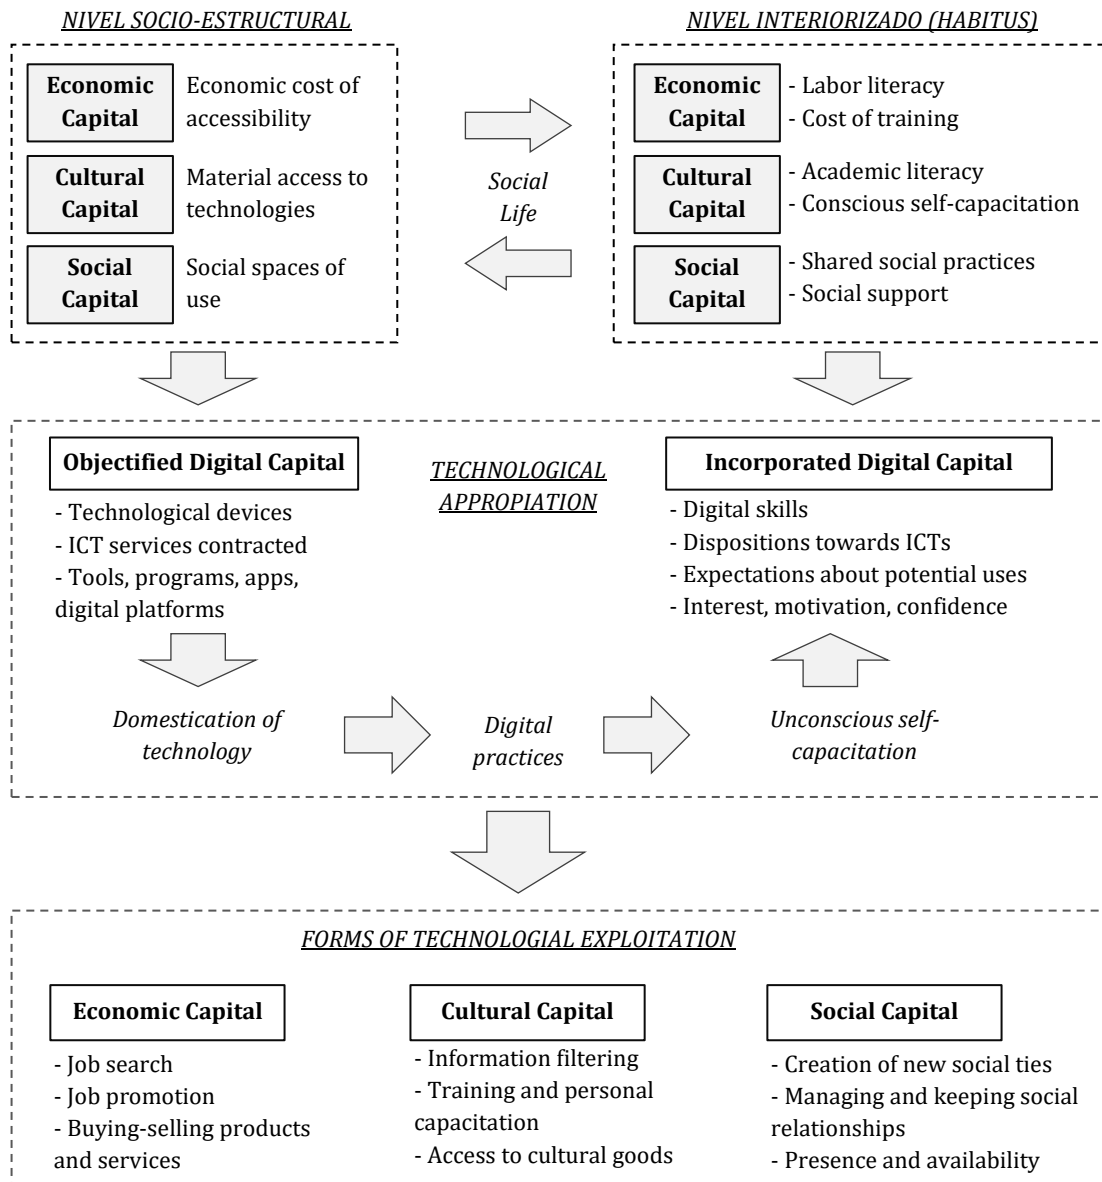 NIVEL SOCIO-ESTRUCTURAL
Economic
Capital
Economic cost of
accessibility
Cultural
Capital
Material access to
technologies
Social
Capital
Social spaces of
use
Social
Life
NIVEL INTERIORIZADO (HABITUS)
Economic
Capital
- Labor literacy
- Cost of training
Cultural
Capital
- Academic literacy
- Conscious self-capacitation
Social
Capital
- Shared social practices
- Social support
Objectified Digital Capital
- Technological devices
- ICT services contracted
- Tools, programs, apps,
digital platforms
TECHNOLOGICAL
APPROPIATION
Incorporated Digital Capital
- Digital skills
- Dispositions towards ICTs
- Expectations about potential uses
- Interest, motivation, confidence
Domestication of
technology
Digital
practices
Unconscious self-
capacitation
FORMS OF TECHNOLOGIAL EXPLOITATION
Economic Capital
- Job search
- Job promotion
- Buying-selling products
and services
Cultural Capital
- Information filtering
- Training and personal
capacitation
- Access to cultural goods
Social Capital
- Creation of new social ties
- Managing and keeping social
relationships
- Presence and availability